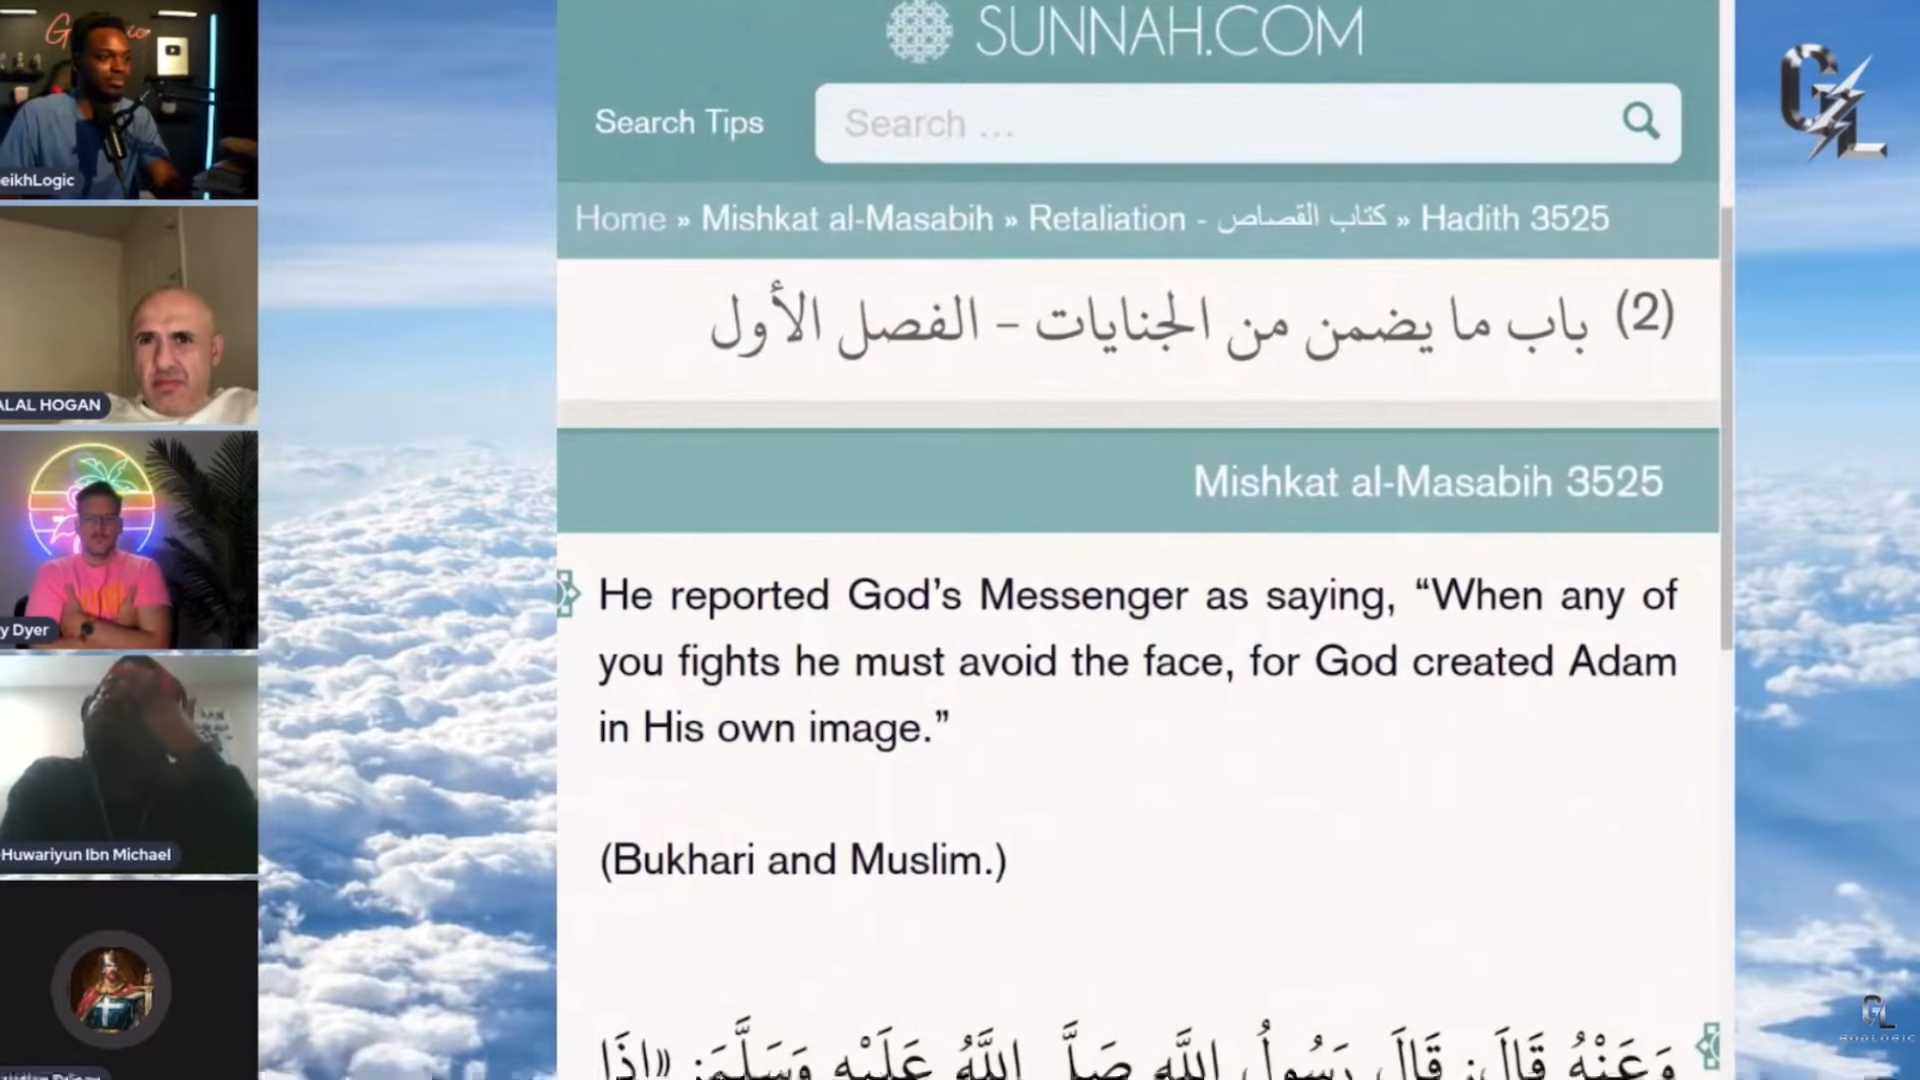 SUNNAH.COM
Search Tips
Search ...
Home » Mishkat al-Masabih » Retaliation - كتاب القصاص » Hadith 3525
(2) باب ما يضمن من الجنايات - الفصل الأول
Mishkat al-Masabih 3525
He reported God’s Messenger as saying, “When any of
you fights he must avoid the face, for God created Adam
in His own image.”
(Bukhari and Muslim.)
وَعَنْهُ قَالَ: قَالَ رَسُولُ اللَّهِ صَلَّى اللَّهُ عَلَيْهِ وَسَلَّمَ: «إِذَا
eikhLogic
ALAL HOGAN
y Dyer
Huwariyun Ibn Michael
GL
GL
GODLOGIC